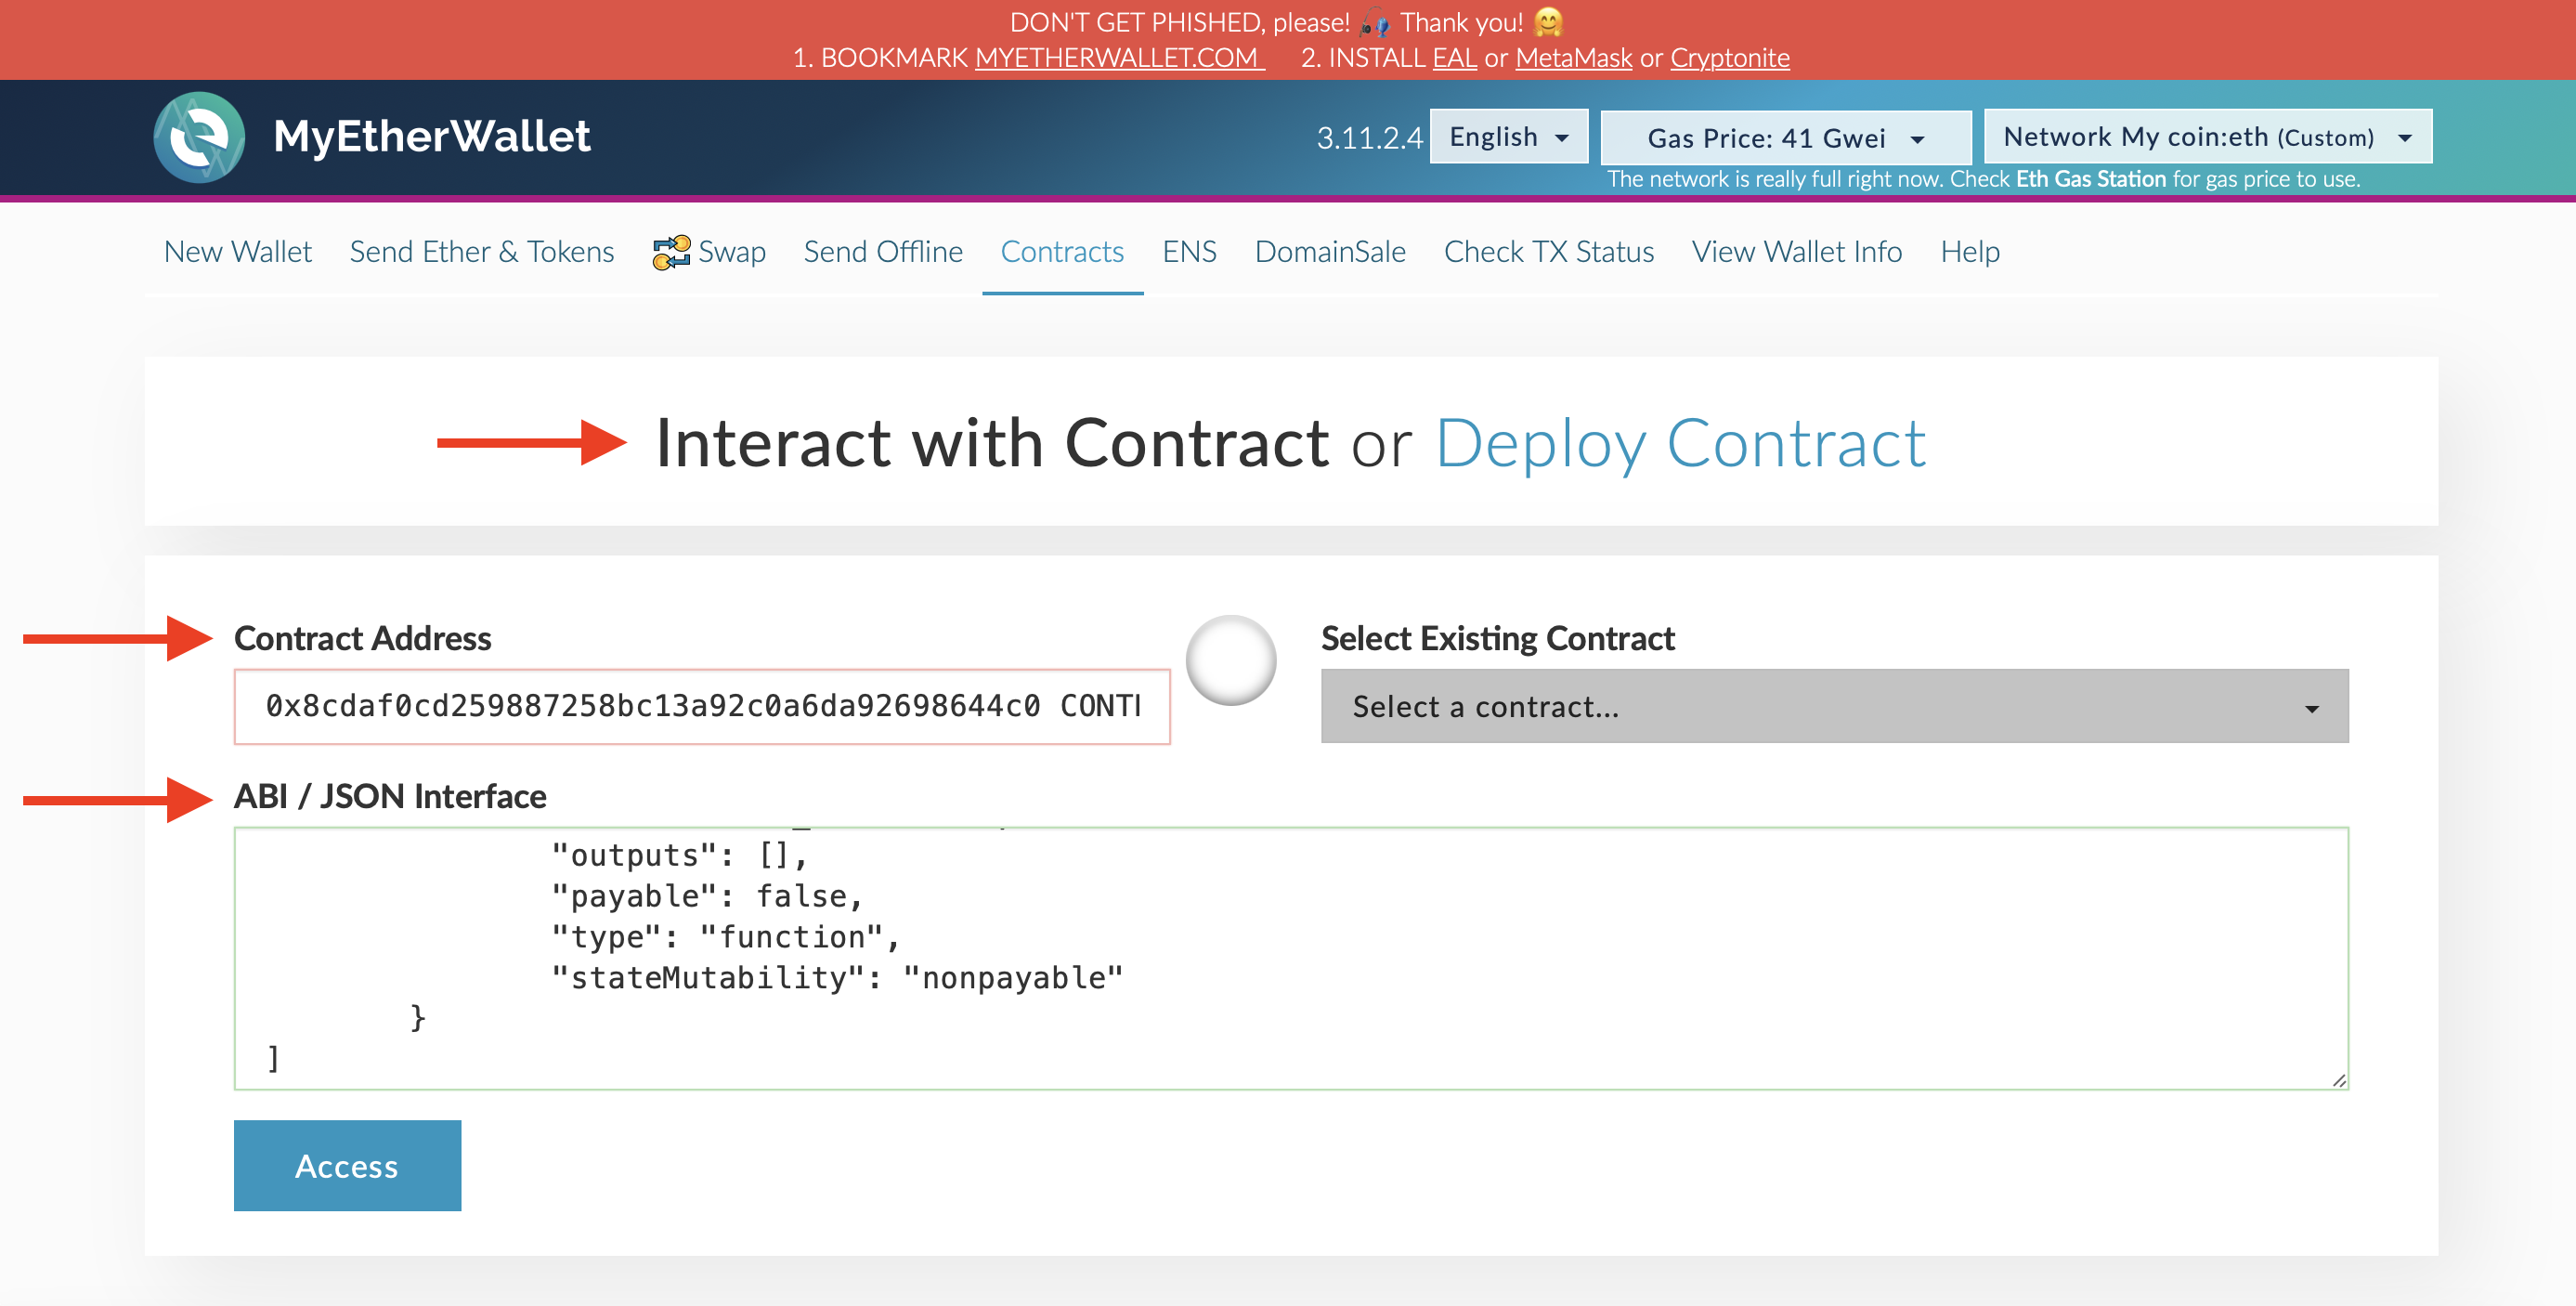 DON'T GET PHISHED, please! 🎣 Thank you! 🤗
1. BOOKMARK MYETHERWALLET.COM 2. INSTALL EAL or MetaMask or Cryptonite
MyEtherWallet
3.11.2.4 English Gas Price: 41 Gwei Network My coin:eth (Custom)
The network is really full right now. Check Eth Gas Station for gas price to use.
New Wallet Send Ether & Tokens Swap Send Offline Contracts ENS DomainSale Check TX Status View Wallet Info Help
Interact with Contract or Deploy Contract
Contract Address
0x8cdaf0cd259887258bc13a92c0a6da92698644c0
Select Existing Contract
Select a contract...
ABI / JSON Interface
"outputs": [],
"payable": false,
"type": "function",
"stateMutability": "nonpayable"
}
]
Access